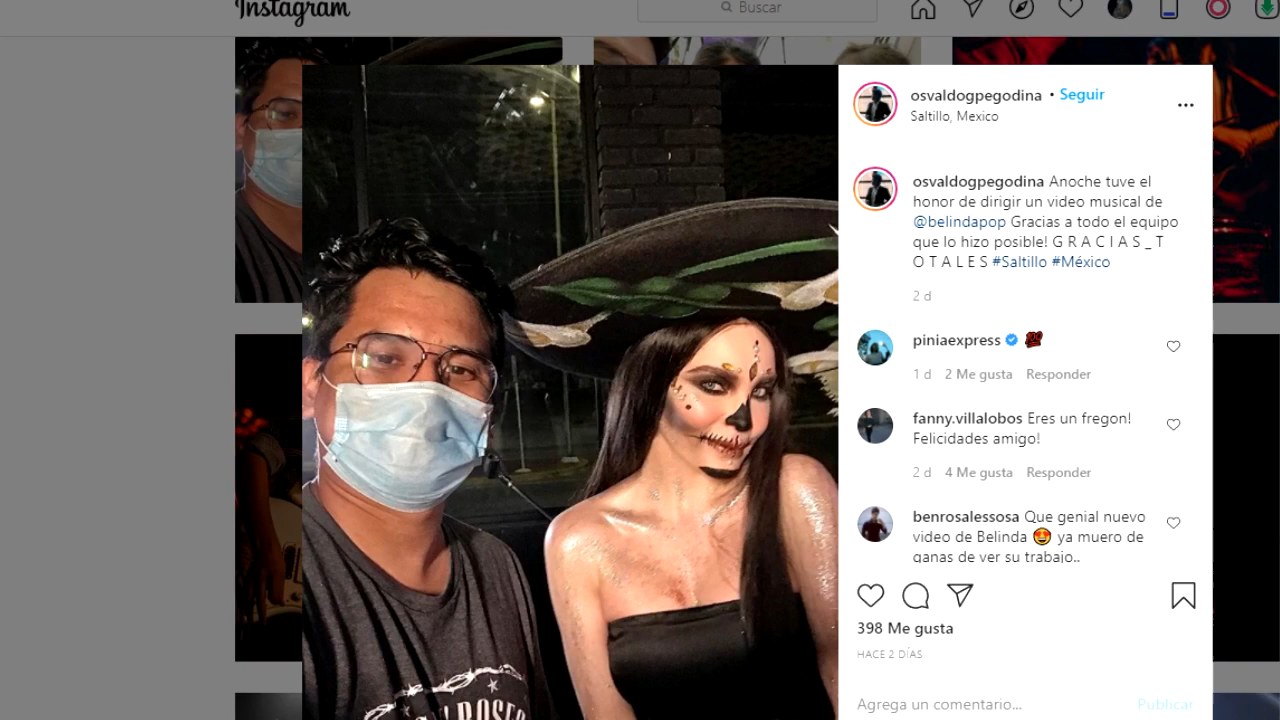 Instagram
Buscar
osvaldogpegodina • Seguir
Saltillo, Mexico
osvaldogpegodina Anoche tuve el
honor de dirigir un video musical de
@belindapop Gracias a todo el equipo
que lo hizo posible! G R A C I A S _ T
O T A L E S #Saltillo #México
2 d
piniaexpress 💯
1 d 2 Me gusta Responder
fanny.villalobos Eres un fregon!
Felicidades amigo!
2 d 4 Me gusta Responder
benrosalessosa Que genial nuevo
video de Belinda 🤩 ya muero de
ganas de ver su trabajo..
398 Me gusta
HACE 2 DÍAS
Agrega un comentario...
Publicar